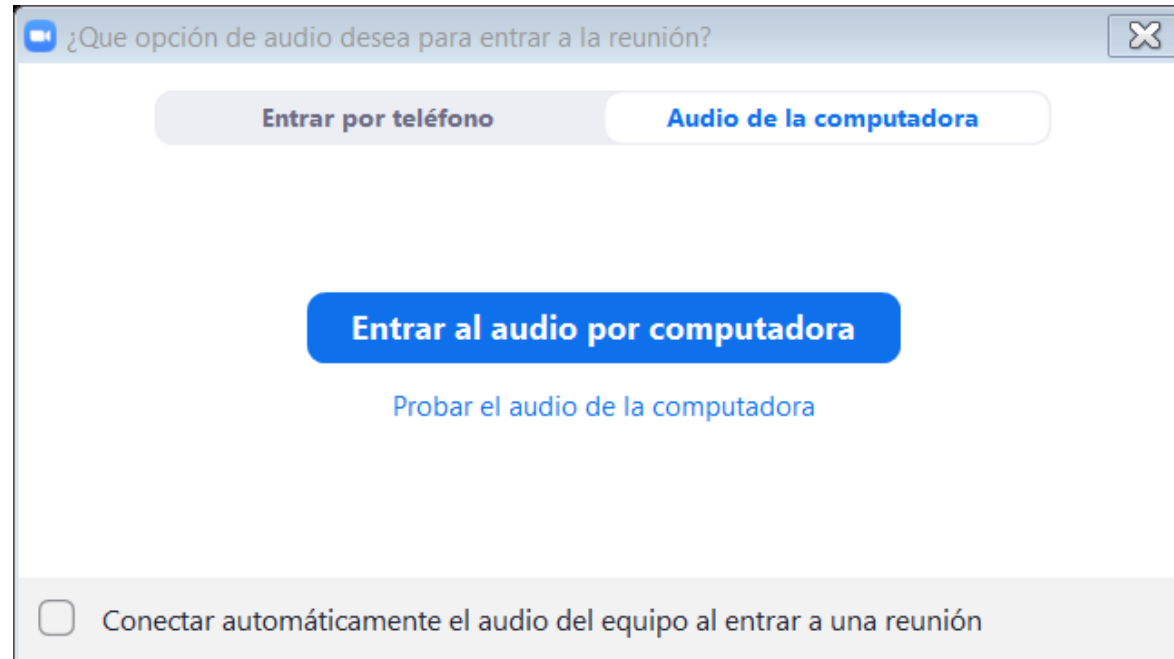 ¿Que opción de audio desea para entrar a la reunión?
Entrar por teléfono
Audio de la computadora
Entrar al audio por computadora
Probar el audio de la computadora
Conectar automáticamente el audio del equipo al entrar a una reunión